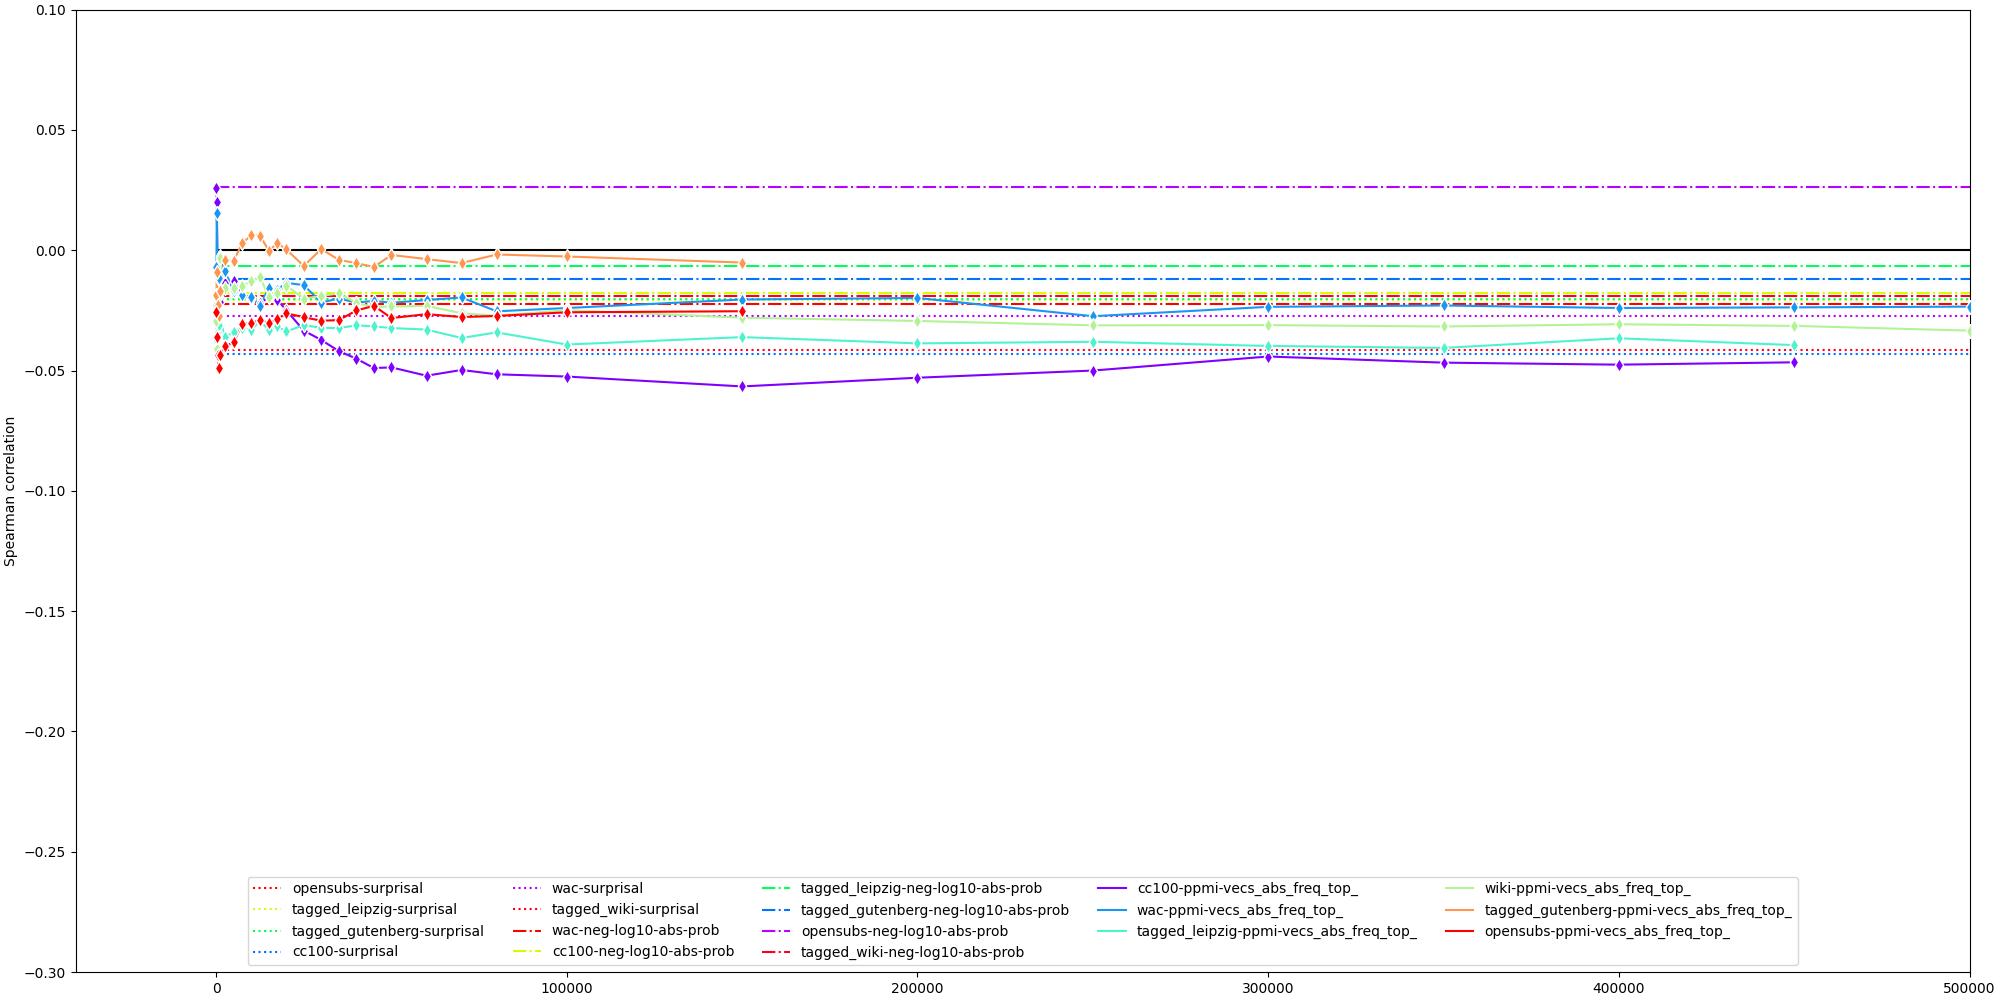 0.10
0.05
0.00
−0.05
−0.10
−0.15
−0.20
−0.25
−0.30
Spearman correlation
opensubs-surprisal
tagged_leipzig-surprisal
tagged_gutenberg-surprisal
cc100-surprisal
wac-surprisal
tagged_wiki-surprisal
wac-neg-log10-abs-prob
cc100-neg-log10-abs-prob
tagged_leipzig-neg-log10-abs-prob
tagged_gutenberg-neg-log10-abs-prob
opensubs-neg-log10-abs-prob
tagged_wiki-neg-log10-abs-prob
cc100-ppmi-vecs_abs_freq_top_
wac-ppmi-vecs_abs_freq_top_
tagged_leipzig-ppmi-vecs_abs_freq_top_
wiki-ppmi-vecs_abs_freq_top_
tagged_gutenberg-ppmi-vecs_abs_freq_top_
opensubs-ppmi-vecs_abs_freq_top_
0 100000 200000 300000 400000 500000